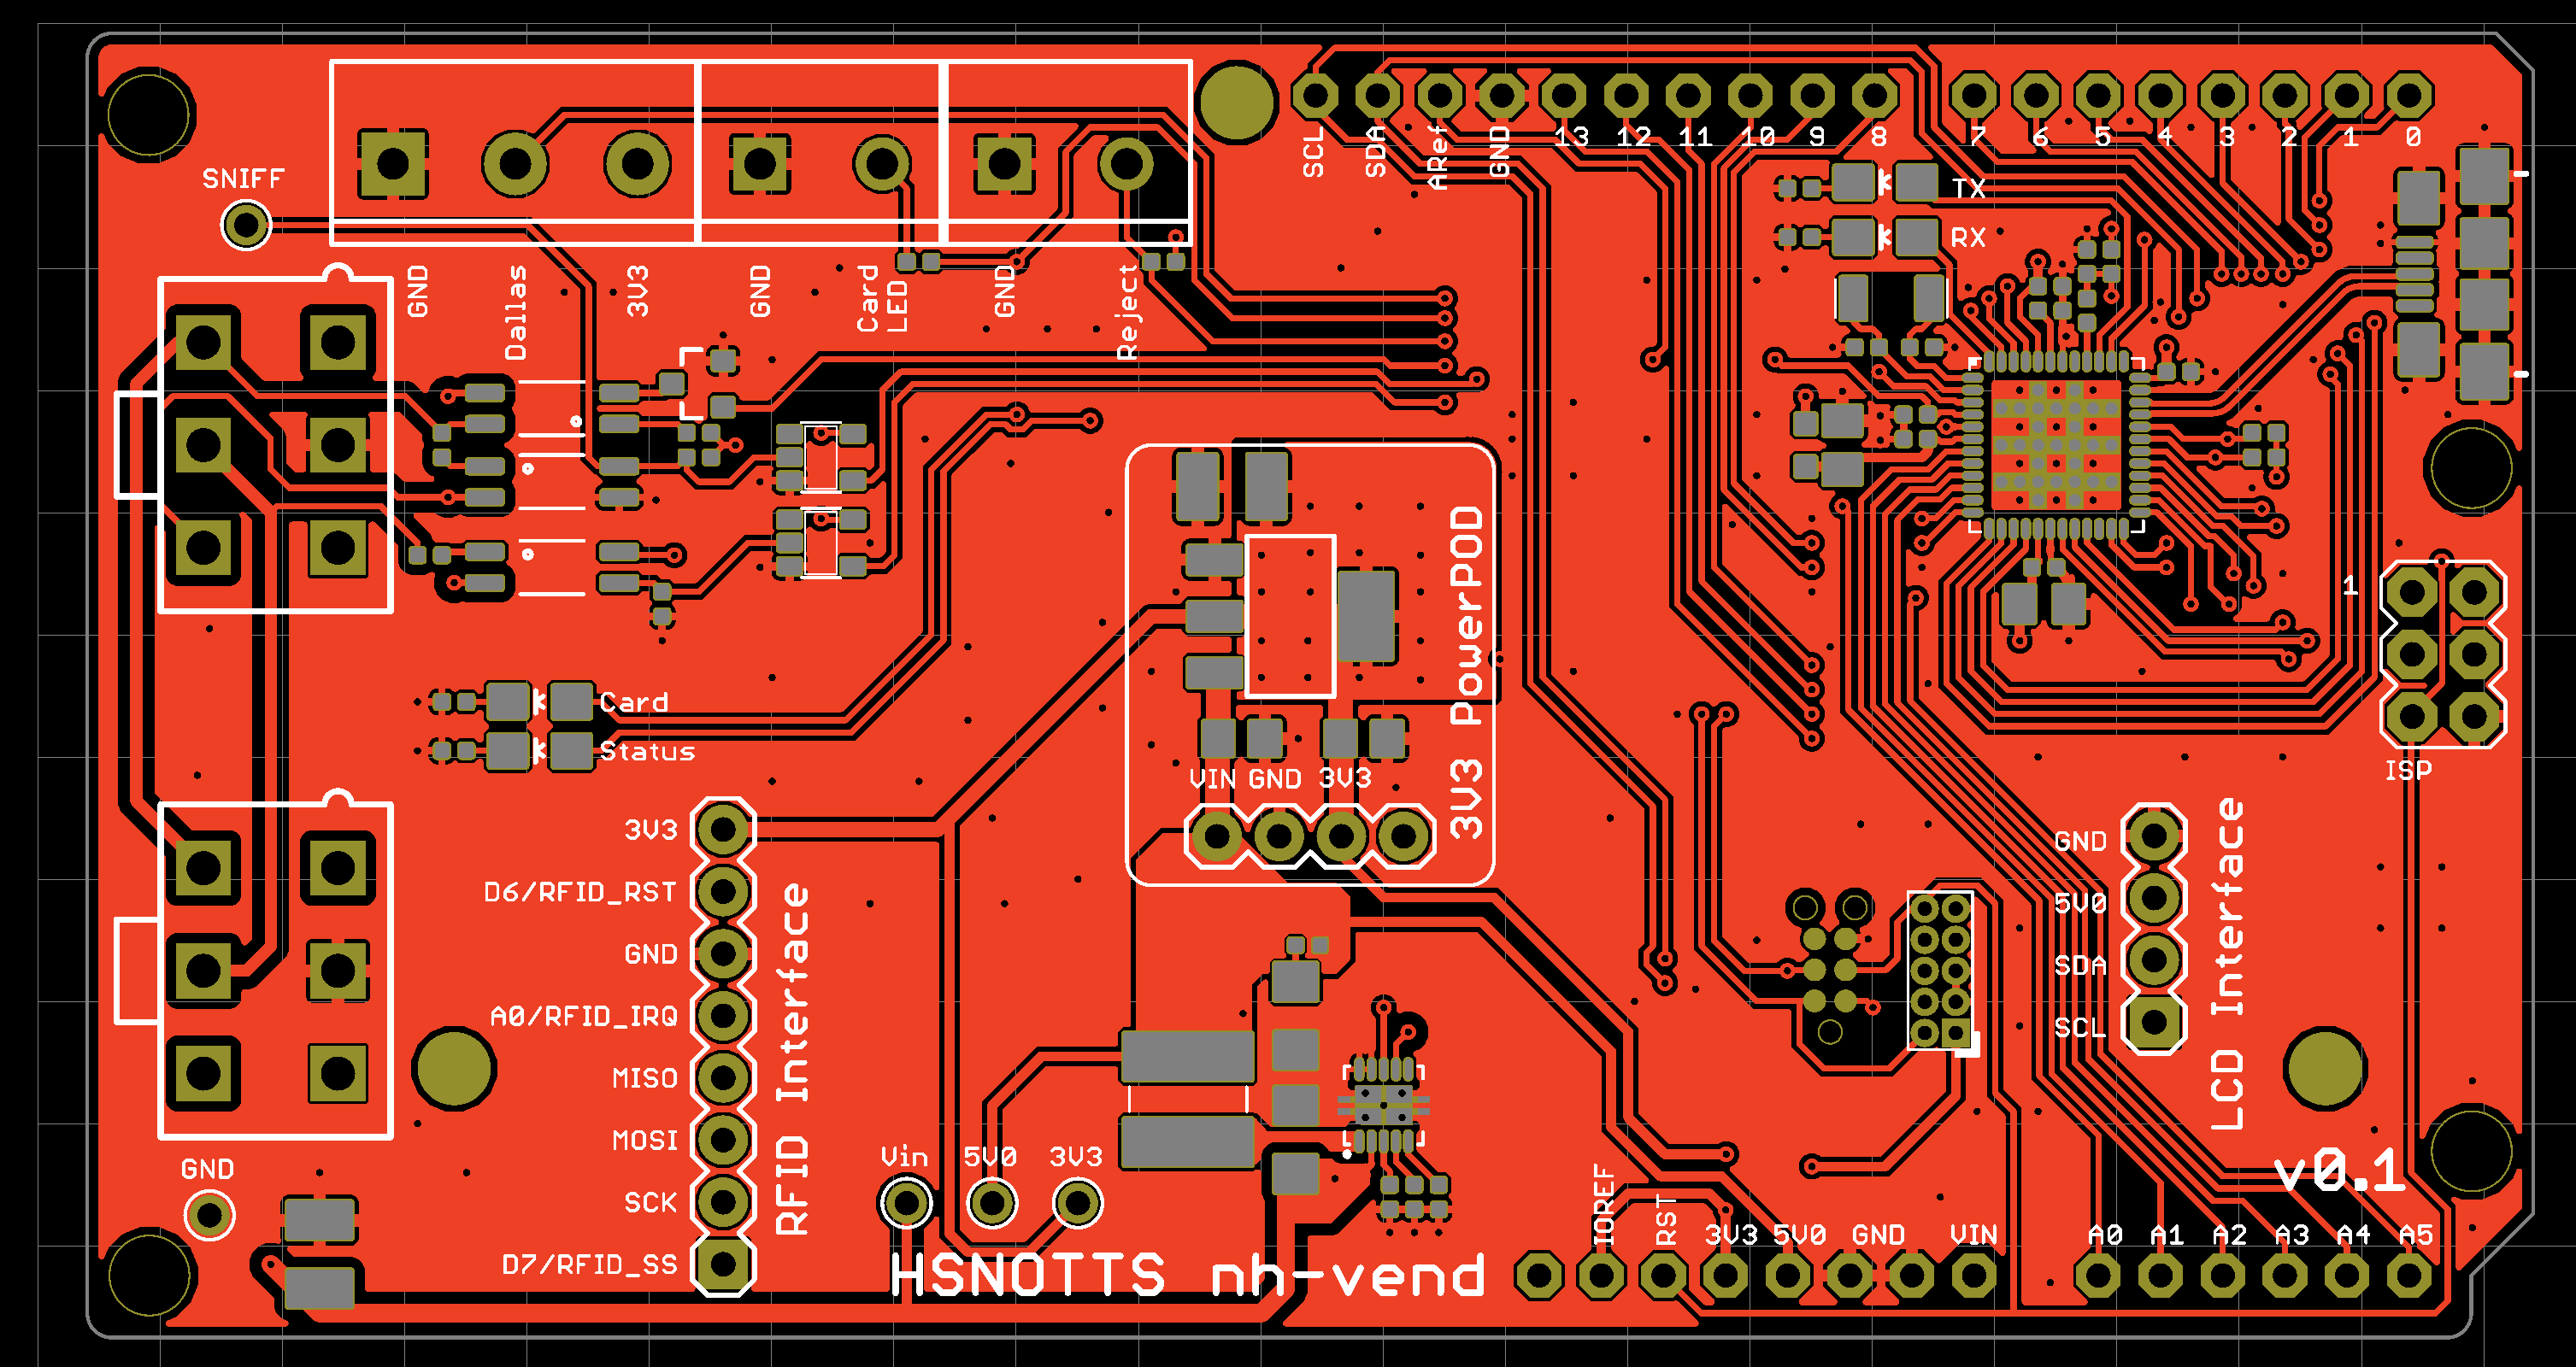 SNIFF
GND
Dallas
3V3
GND
Card
LED
GND
Reject
SCL
SDA
ARef
GND
13 12 11 10 9 8
7 6 5 4 3 2 1 0
TX
RX
1
ISP
Card
Status
3V3 PowerPOD
VIN GND 3V3
3V3
D6/RFID_RST
GND
A0/RFID_IRQ
MISO
MOSI
SCK
D7/RFID_SS
RFID Interface
GND
5V0
SDA
SCL
LCD Interface
GND
Vin 5V0 3V3
v0.1
HSNOTTS nh-vend
IOREF
RST
3V3 5V0 GND VIN
A0 A1 A2 A3 A4 A5